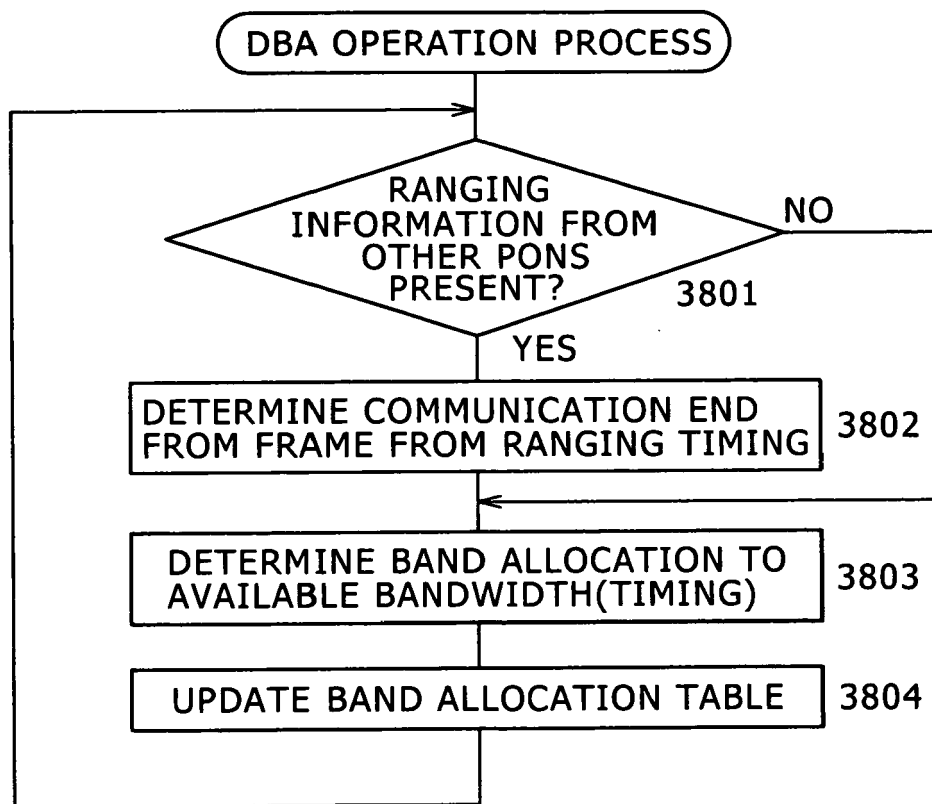 DBA OPERATION PROCESS
RANGING
INFORMATION FROM
OTHER PONS
PRESENT?
NO
3801
YES
DETERMINE COMMUNICATION END
FROM FRAME FROM RANGING TIMING
3802
DETERMINE BAND ALLOCATION TO
AVAILABLE BANDWIDTH(TIMING)
3803
UPDATE BAND ALLOCATION TABLE
3804